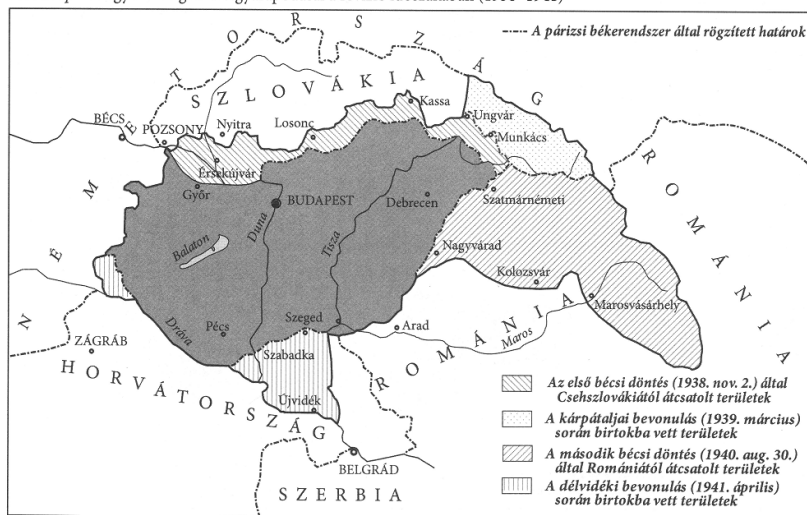 A párizsi békerendszer által rögzített határok
NÉMETORSZÁG
SZLOVÁKIA
Kassa
Ungvár
BÉCS
POZSONY
Nyitra
Losonc
Munkács
ROMÁNIA
Érsekújvár
Győr
BUDAPEST
Debrecen
Szatmárnémeti
Duna
Tisza
Balaton
Nagyvárad
Kolozsvár
Marosvásárhely
Dráva
Pécs
Szeged
Arad
Maros
ROMÁNIA
ZÁGRÁB
Szabadka
HORVÁTORSZÁG
Újvidék
BELGRÁD
SZERBIA
Az első bécsi döntés (1938. nov. 2.) által
Csehszlovákiától átcsatolt területek
A kárpátaljai bevonulás (1939. március)
során birtokba vett területek
A második bécsi döntés (1940. aug. 30.)
által Romániától átcsatolt területek
A délvidéki bevonulás (1941. április)
során birtokba vett területek